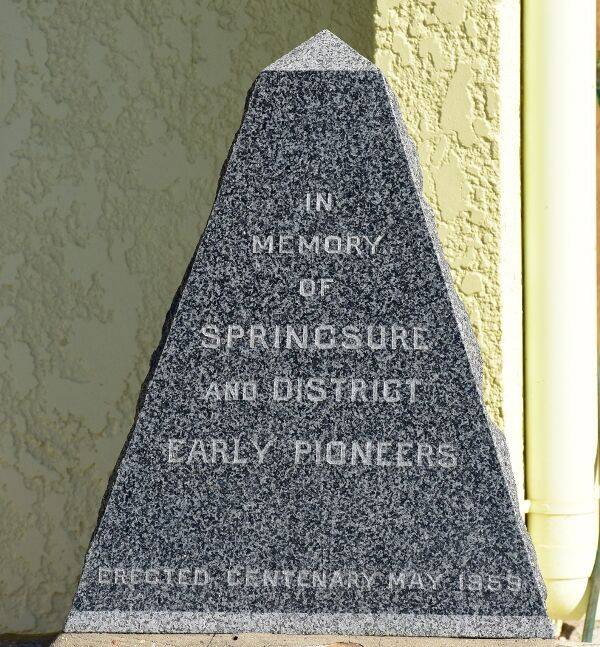 IN
MEMORY
OF
SPRINGSURE
AND DISTRICT
EARLY PIONEERS
ERECTED CENTENARY MAY 1959